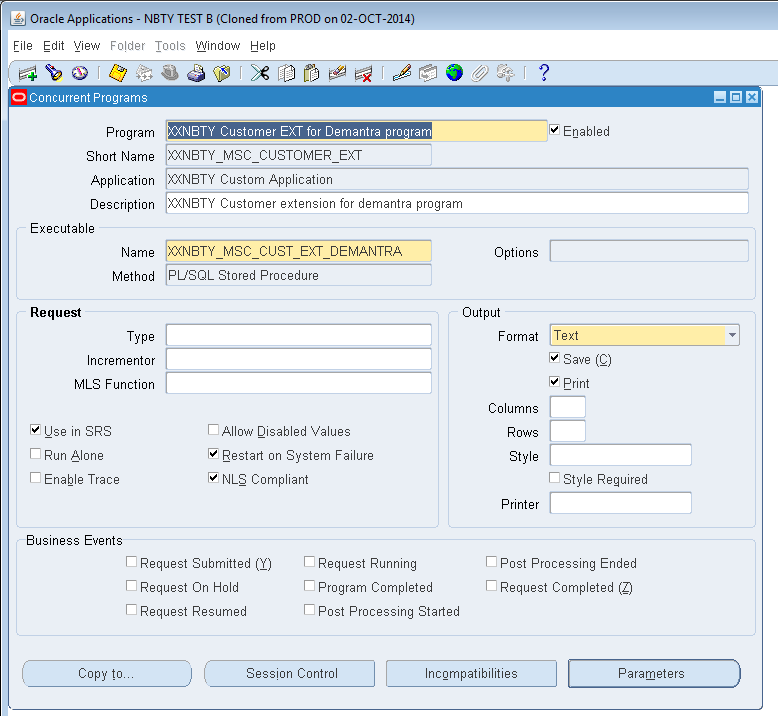 Oracle Applications - NBTY TEST B (Cloned from PROD on 02-OCT-2014)
File Edit View Folder Tools Window Help
Concurrent Programs
Program XXNBTY Customer EXT for Demantra program Enabled
Short Name XXNBTY_MSC_CUSTOMER_EXT
Application XXNBTY Custom Application
Description XXNBTY Customer extension for demantra program
Executable
Name XXNBTY_MSC_CUST_EXT_DEMANTRA Options
Method PL/SQL Stored Procedure
Request
Type
Incrementor
MLS Function
Use in SRS Allow Disabled Values
Run Alone Restart on System Failure
Enable Trace NLS Compliant
Output
Format Text
Save (C)
Print
Columns
Rows
Style
Style Required
Printer
Business Events
Request Submitted (Y) Request Running Post Processing Ended
Request On Hold Program Completed Request Completed (Z)
Request Resumed Post Processing Started
Copy to... Session Control Incompatibilities Parameters